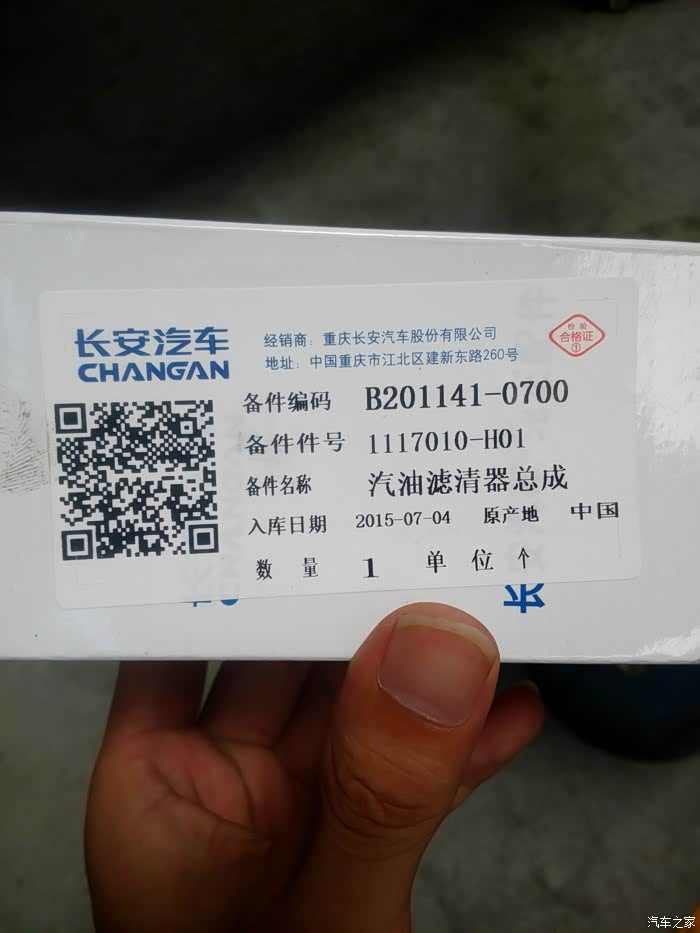 长安汽车
CHANGAN
经销商：重庆长安汽车股份有限公司
地址：中国重庆市江北区建新东路260号
检验
合格证
①
备件编码 B201141-0700
备件件号 1117010-H01
备件名称 汽油滤清器总成
入库日期 2015-07-04 原产地 中国
数量 1 单位 个
长
汽车之家